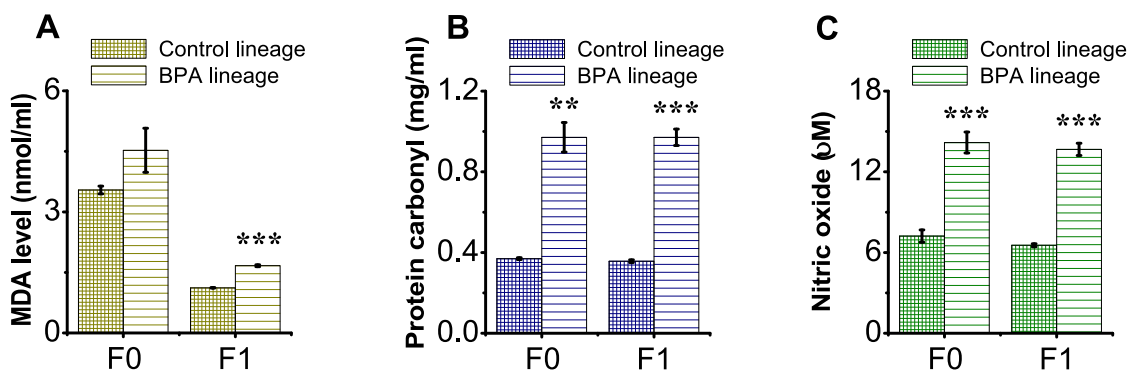 A
Control lineage
BPA lineage
MDA level (nmol/ml)
6
3
0
***
F0
F1
B
Control lineage
BPA lineage
Protein carbonyl (mg/ml)
1.2
0.8
0.4
0.0
**
***
F0
F1
C
Control lineage
BPA lineage
Nitric oxide (υM)
18
12
6
0
***
***
F0
F1